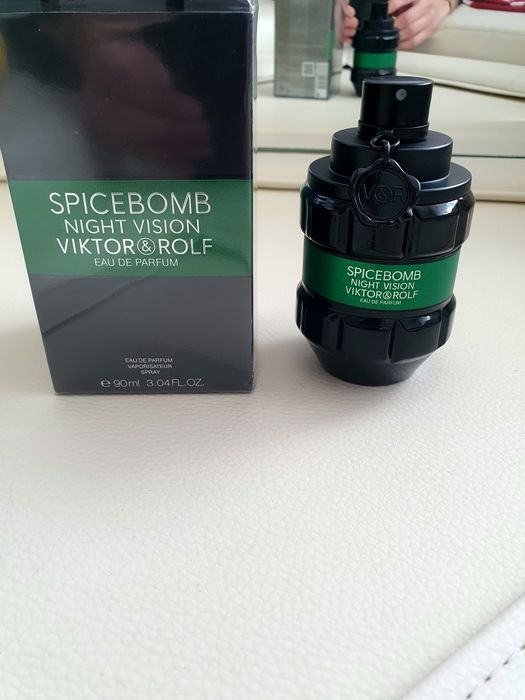 SPICEBOMB
NIGHT VISION
VIKTOR&ROLF
EAU DE PARFUM
EAU DE PARFUM
VAPORISATEUR
SPRAY
℮ 90ml 3.04FL.OZ.
V&R
SPICEBOMB
NIGHT VISION
VIKTOR&ROLF
EAU DE PARFUM